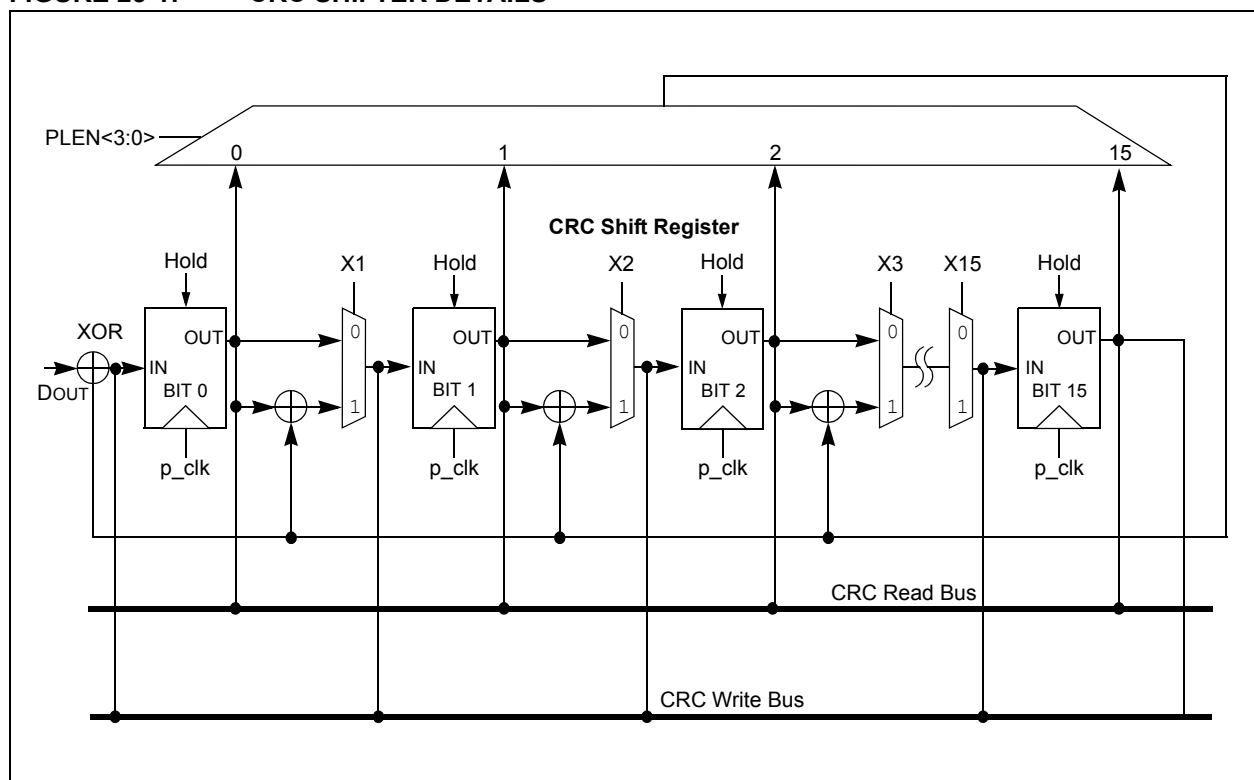 PLEN<3:0>
0 1 2 15
CRC Shift Register
Hold X1 Hold X2 Hold X3 X15 Hold
XOR
OUT 0 OUT 0 OUT 0 0 OUT
IN IN IN IN
DOUT
BIT 0 1 BIT 1 1 BIT 2 1 1 BIT 15
p_clk p_clk p_clk p_clk
CRC Read Bus
CRC Write Bus